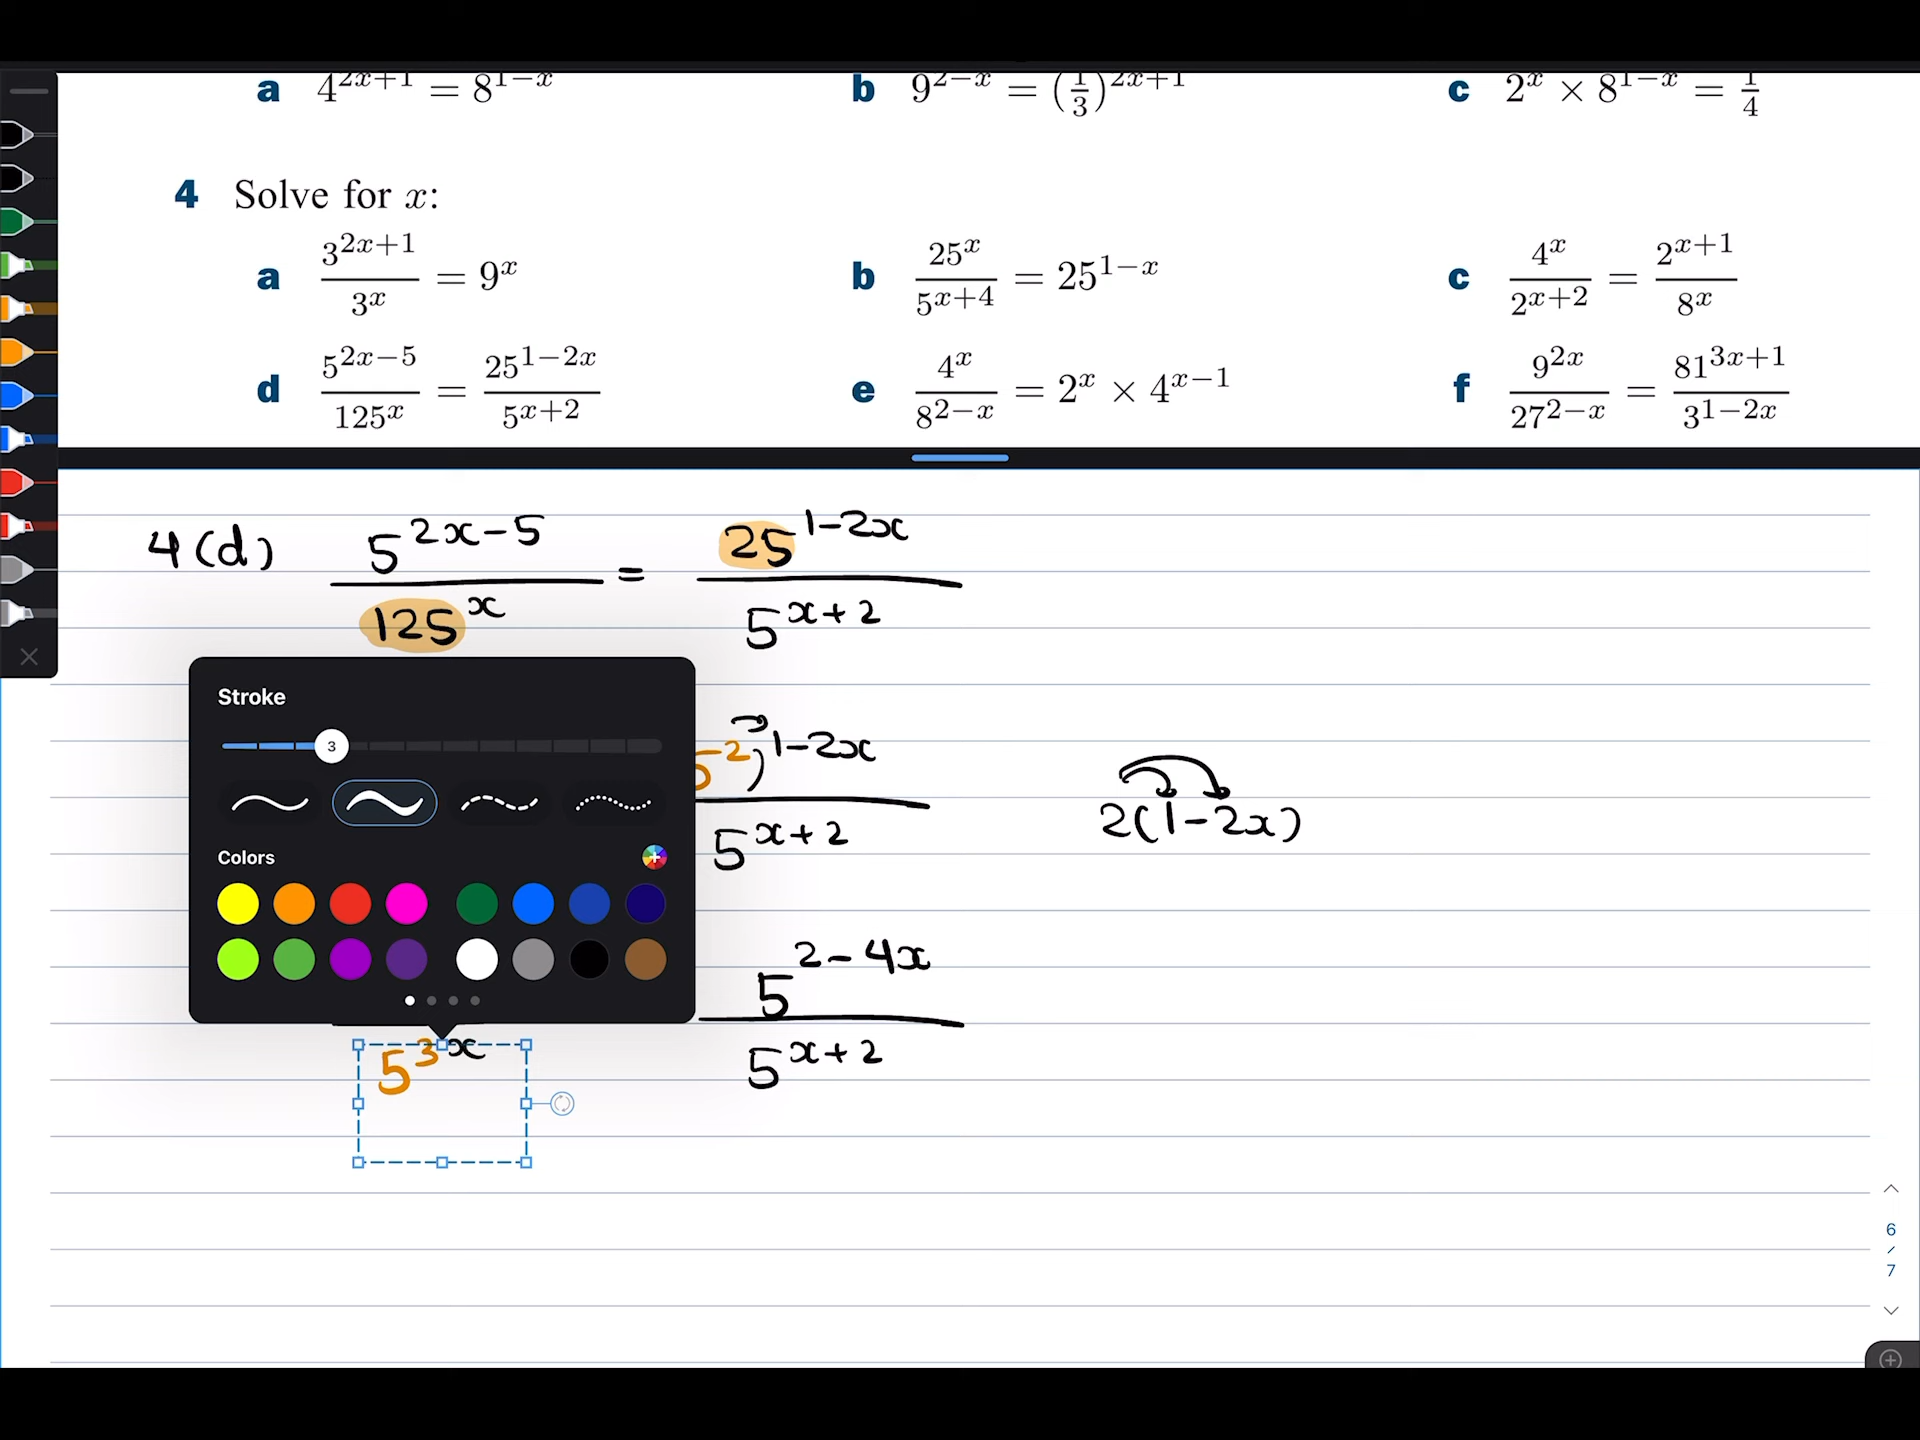 a 4^{2x+1} = 8^{1-x} b 9^{2-x} = (1/3)^{2x+1} c 2^x × 8^{1-x} = 1/4
4 Solve for x:
a 3^{2x+1}/3^x = 9^x b 25^x/5^{x+4} = 25^{1-x} c 4^x/2^{x+2} = 2^{x+1}/8^x
d 5^{2x-5}/125^x = 25^{1-2x}/5^{x+2} e 4^x/8^{2-x} = 2^x × 4^{x-1} f 9^{2x}/27^{2-x} = 81^{3x+1}/3^{1-2x}
4(d) 5^{2x-5}/125^x = 25^{1-2x}/5^{x+2}
Stroke
3
5^2)^{1-2x}/5^{x+2} 2(1-2x)
Colors
5^{3x} 5^{2-4x}/5^{x+2}
6
/
7